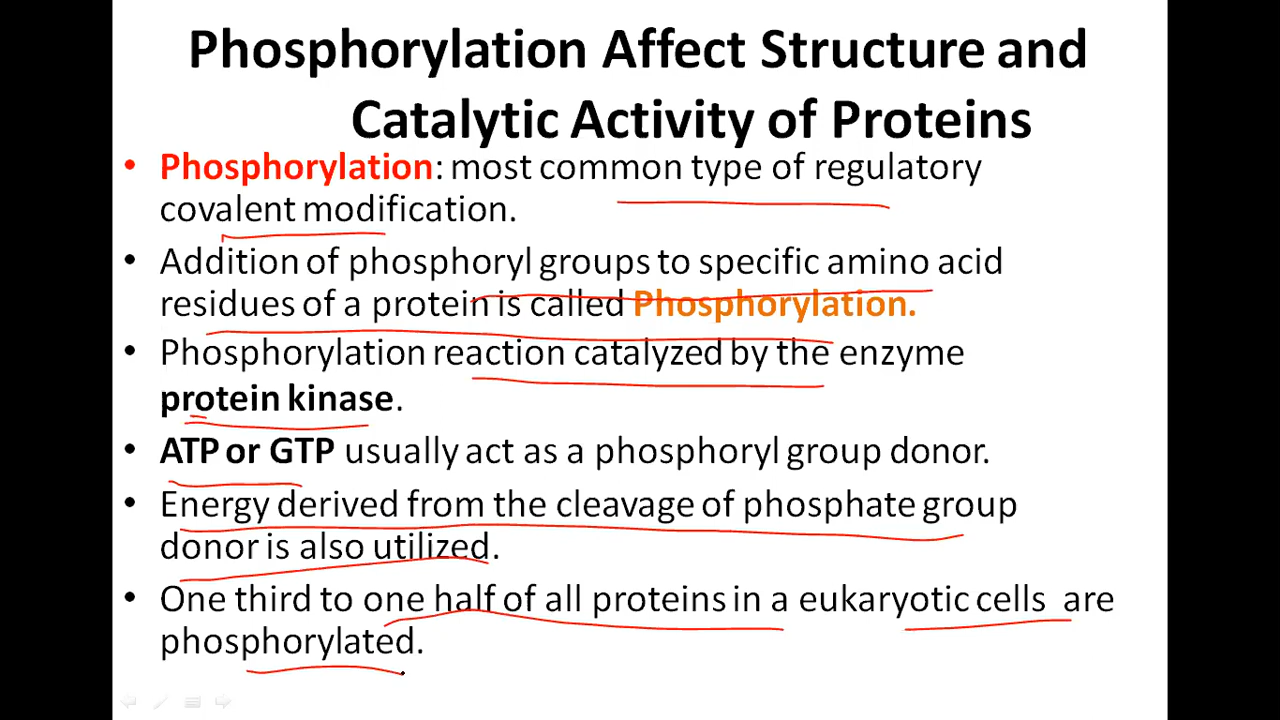 Phosphorylation Affect Structure and
Catalytic Activity of Proteins
• Phosphorylation: most common type of regulatory
covalent modification.
• Addition of phosphoryl groups to specific amino acid
residues of a protein is called Phosphorylation.
• Phosphorylation reaction catalyzed by the enzyme
protein kinase.
• ATP or GTP usually act as a phosphoryl group donor.
• Energy derived from the cleavage of phosphate group
donor is also utilized.
• One third to one half of all proteins in a eukaryotic cells are
phosphorylated.